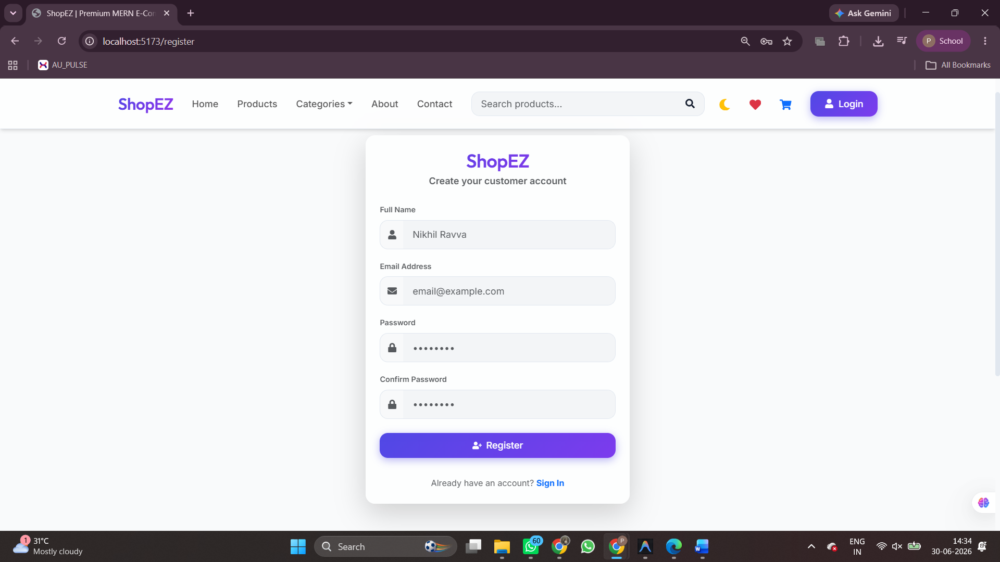 ShopEZ | Premium MERN E-Con
Ask Gemini
localhost:5173/register
P School
AU_PULSE
All Bookmarks
ShopEZ Home Products Categories About Contact Search products... Login
ShopEZ
Create your customer account
Full Name
Nikhil Ravva
Email Address
email@example.com
Password
••••••••
Confirm Password
••••••••
Register
Already have an account? Sign In
1 31°C
Mostly cloudy
Search
60
P
W
ENG
IN
14:34
30-06-2026